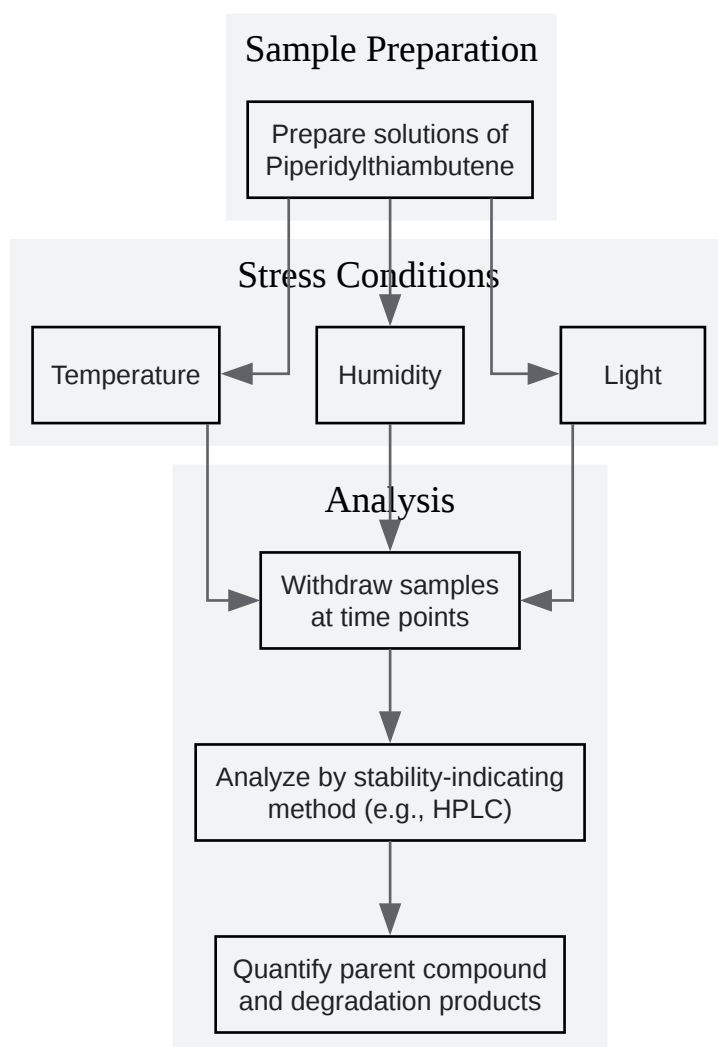 Sample Preparation
Prepare solutions of
Piperidylthiambutene
Stress Conditions
Temperature
Humidity
Light
Analysis
Withdraw samples
at time points
Analyze by stability-indicating
method (e.g., HPLC)
Quantify parent compound
and degradation products